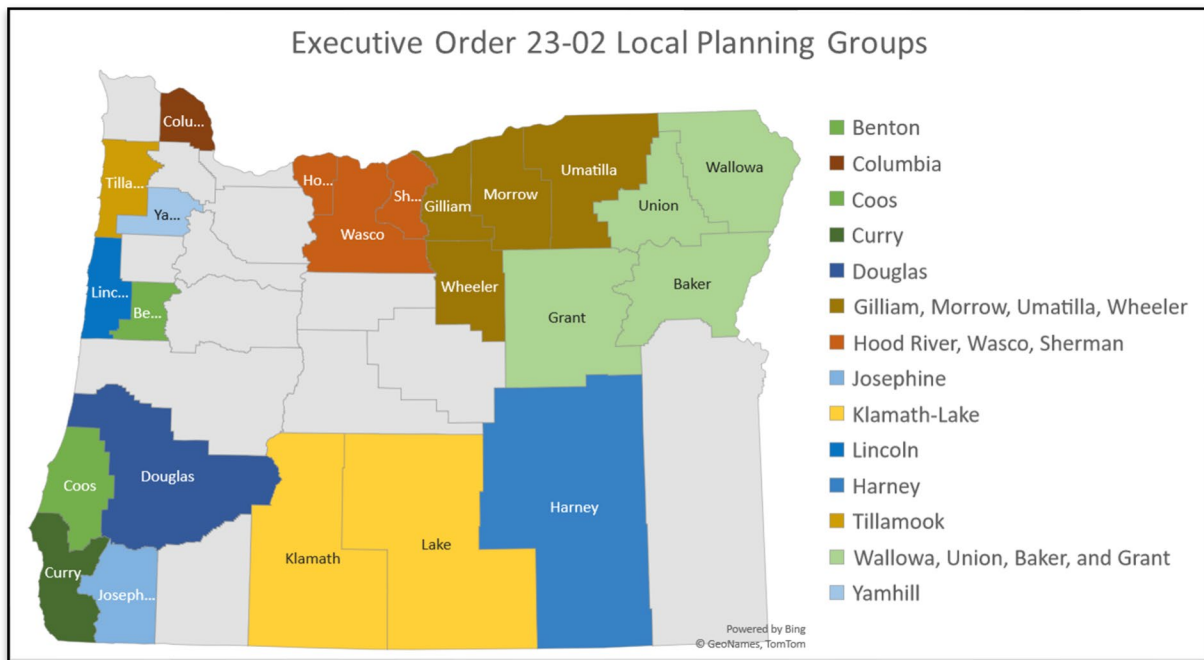 Executive Order 23-02 Local Planning Groups
Colu...
Tilla...
Ya...
Ho...
Sh...
Gilliam
Morrow
Umatilla
Wallowa
Union
Wasco
Linc...
Be...
Wheeler
Baker
Grant
Coos
Douglas
Harney
Lake
Klamath
Curry
Joseph...
Benton
Columbia
Coos
Curry
Douglas
Gilliam, Morrow, Umatilla, Wheeler
Hood River, Wasco, Sherman
Josephine
Klamath-Lake
Lincoln
Harney
Tillamook
Wallowa, Union, Baker, and Grant
Yamhill
Powered by Bing
© GeoNames, TomTom